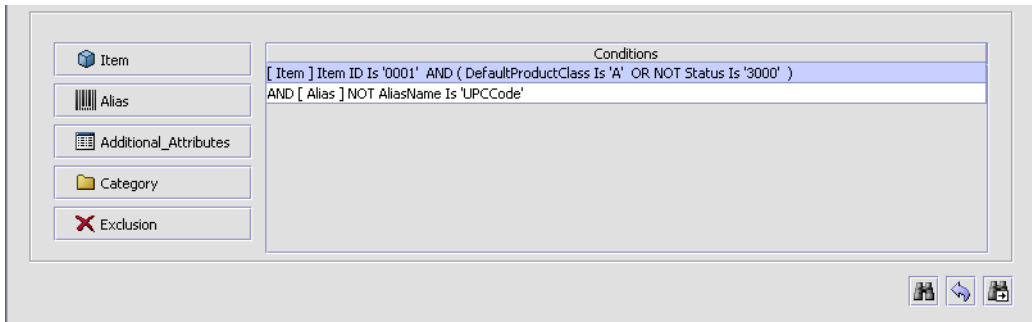 Item
Alias
Additional_Attributes
Category
Exclusion
Conditions
[ Item ] Item ID Is '0001' AND ( DefaultProductClass Is 'A' OR NOT Status Is '3000' )
AND [ Alias ] NOT AliasName Is 'UPCCode'